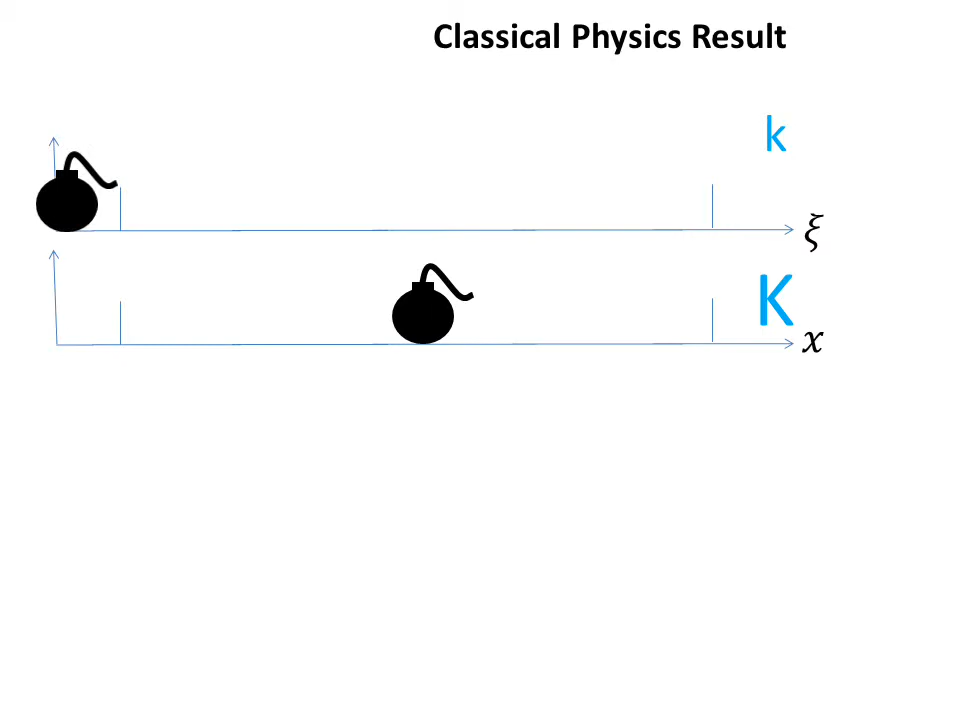 Classical Physics Result
k
ξ
K
x